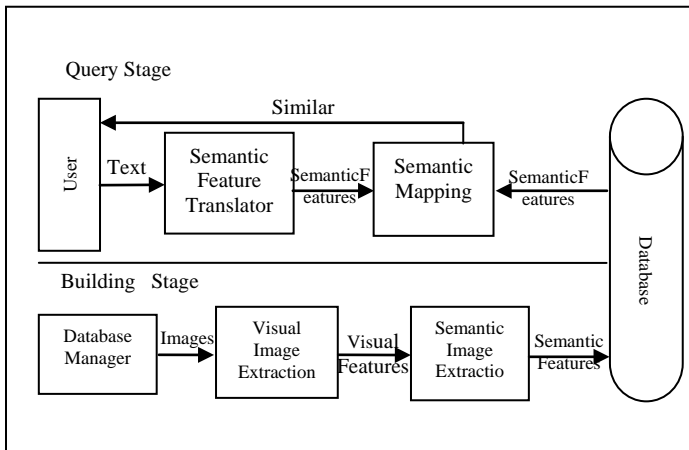 Query Stage
Similar
User
Text
Semantic
Feature
Translator
SemanticF
eatures
Semantic
Mapping
SemanticF
eatures
Database
Building Stage
Database
Manager
Images
Visual
Image
Extraction
Visual
Features
Semantic
Image
Extractio
Semantic
Features